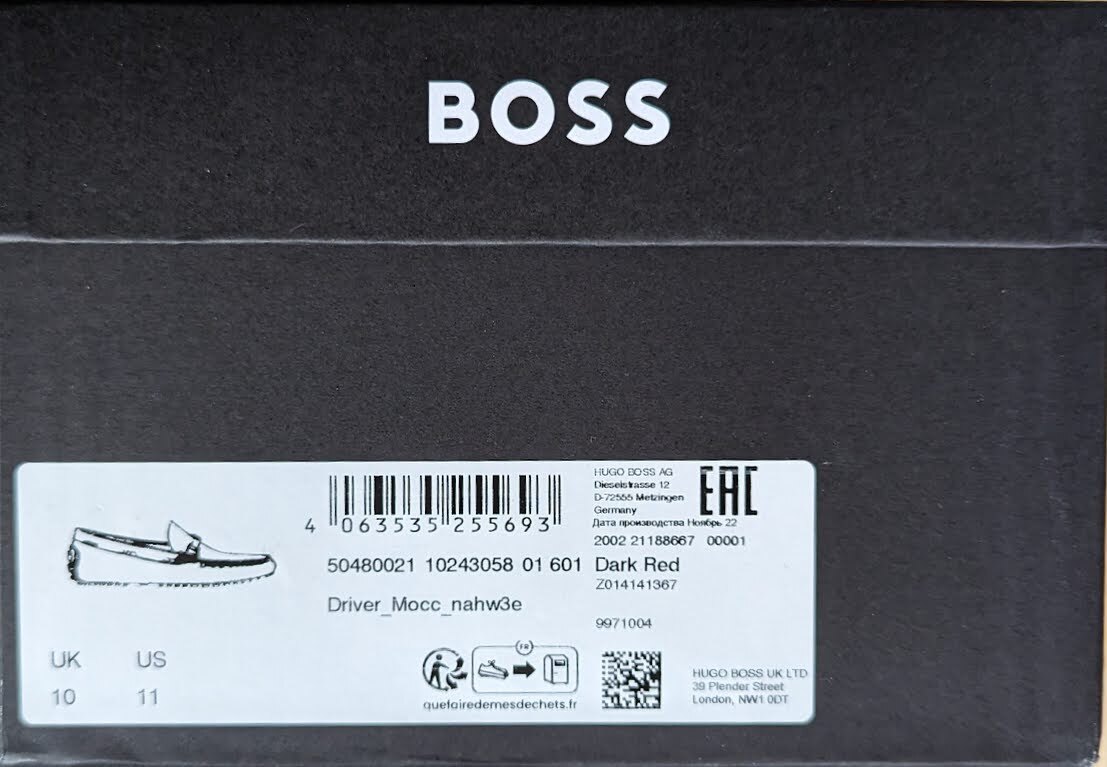 BOSS
4 063535 255693
HUGO BOSS AG
Dieselstrasse 12
D-72555 Metzingen
Germany
EAC
Дата производства Ноябрь 22
2002 21188667 00001
50480021 10243058 01 601 Dark Red
Z014141367
Driver_Mocc_nahw3e
9971004
UK US
10 11
FR
quefairedemesdechets.fr
HUGO BOSS UK LTD
39 Plender Street
London, NW1 0DT